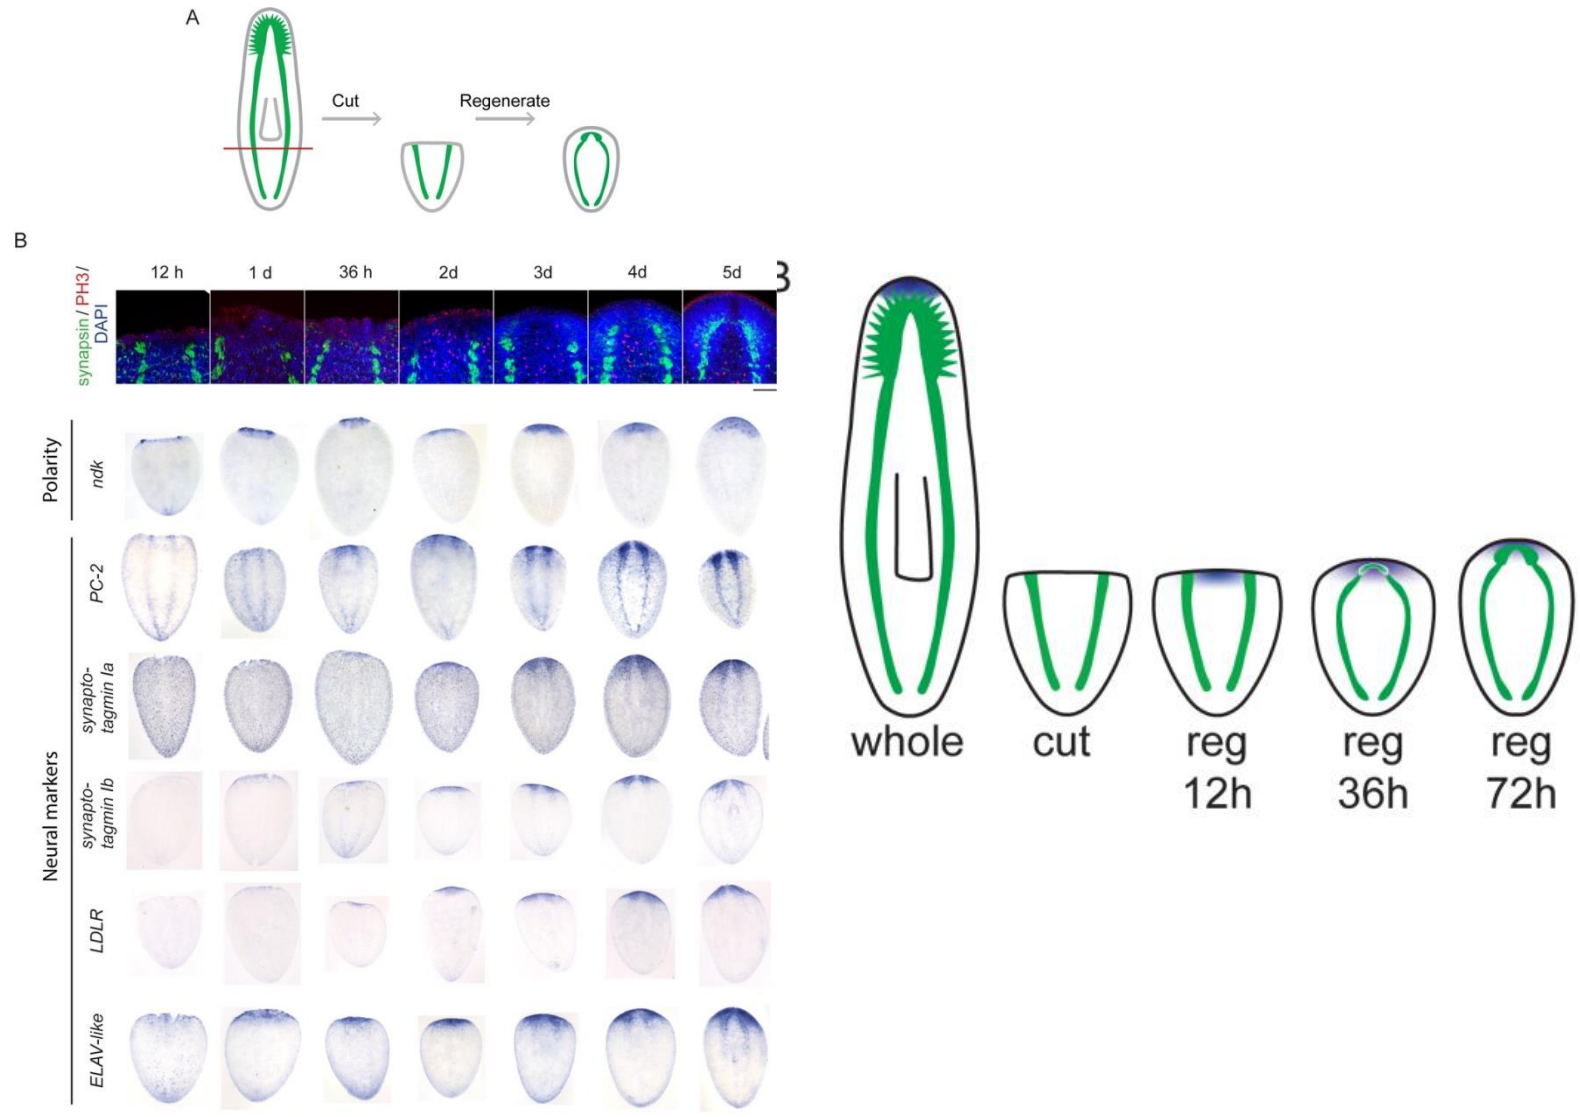 A
Cut
Regenerate
B
synapsin / PH3 /
DAPI
12 h
1 d
36 h
2d
3d
4d
5d
Polarity
ndk
Neural markers
PC-2
synapto-
tagmin Ia
synapto-
tagmin Ib
LDLR
ELAV-like
B
whole
cut
reg
12h
reg
36h
reg
72h